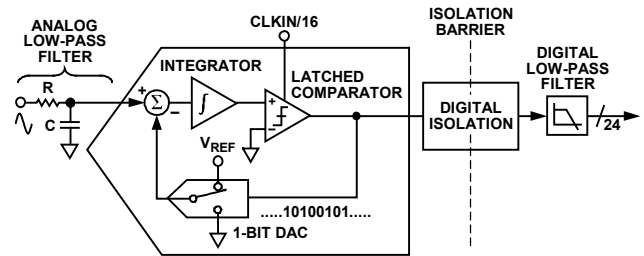 ANALOG
LOW-PASS
FILTER
R
C
+
Σ
−
INTEGRATOR
∫
CLKIN/16
LATCHED
COMPARATOR
+
−
VREF
.....10100101.....
1-BIT DAC
ISOLATION
BARRIER
DIGITAL
ISOLATION
DIGITAL
LOW-PASS
FILTER
24